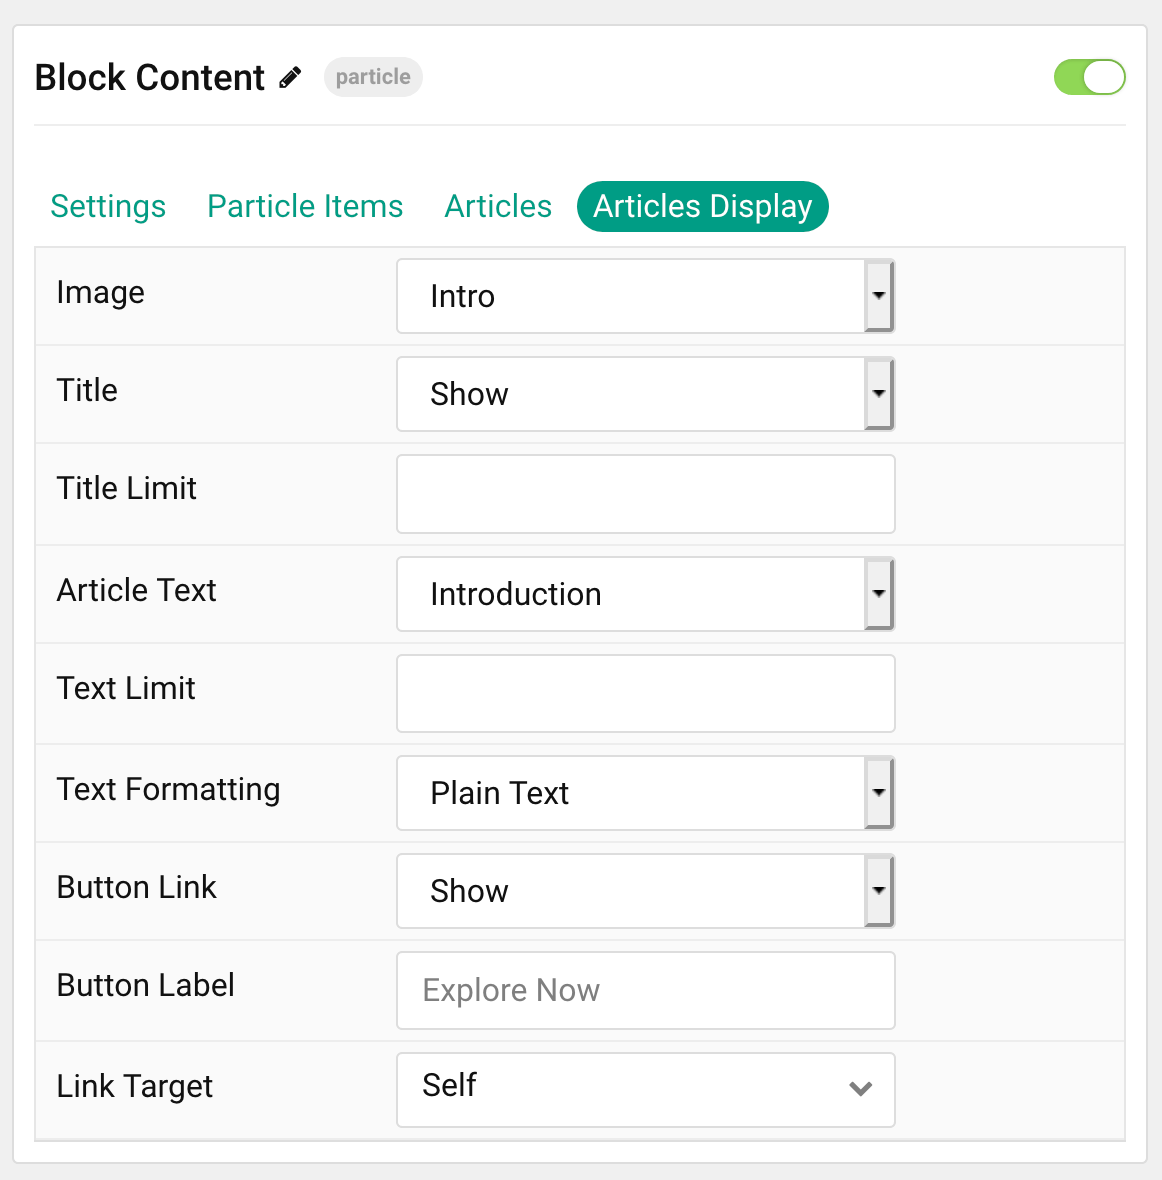 Block Content particle
Settings Particle Items Articles Articles Display
Image Intro
Title Show
Title Limit
Article Text Introduction
Text Limit
Text Formatting Plain Text
Button Link Show
Button Label Explore Now
Link Target Self